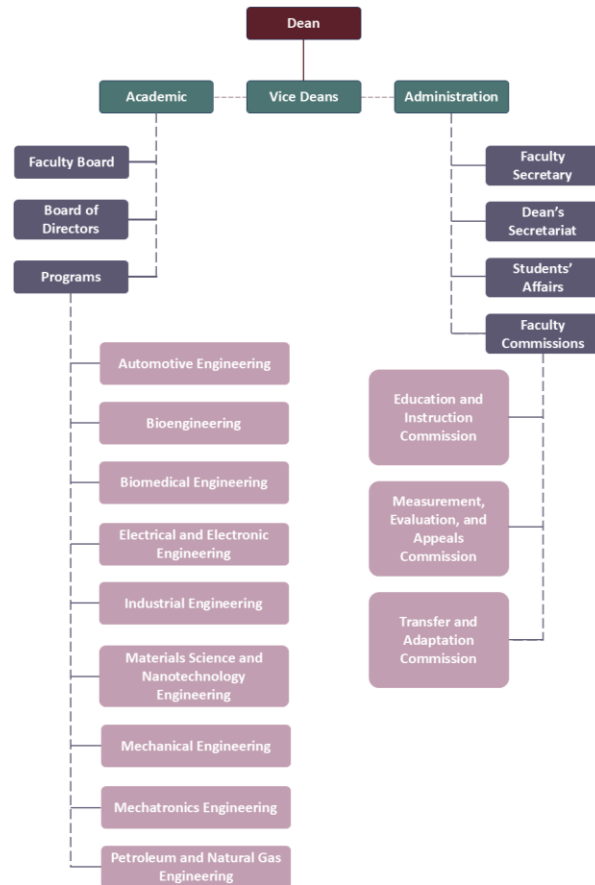 Dean
Academic
Vice Deans
Administration
Faculty Board
Board of
Directors
Programs
Automotive Engineering
Bioengineering
Biomedical Engineering
Electrical and Electronic
Engineering
Industrial Engineering
Materials Science and
Nanotechnology
Engineering
Mechanical Engineering
Mechatronics Engineering
Petroleum and Natural Gas
Engineering
Faculty
Secretary
Dean's
Secretariat
Students'
Affairs
Faculty
Commissions
Education and
Instruction
Commission
Measurement,
Evaluation, and
Appeals
Commission
Transfer and
Adaptation
Commission